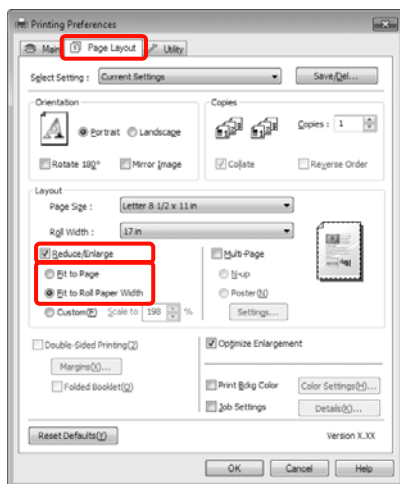 Printing Preferences
Main Page Layout Utility
Select Setting : Current Settings Save/Del...
Orientation
Portrait Landscape
Rotate 180° Mirror Image
Copies
Copies : 1
Collate Reverse Order
Layout
Page Size : Letter 8 1/2 x 11 in
Roll Width : 17 in
Reduce/Enlarge
Fit to Page
Fit to Roll Paper Width
Custom(F) Scale to 198 %
Multi-Page
N-up
Poster(N)
Settings...
Double-Sided Printing(2)
Margins(X)...
Folded Booklet(Q)
Optimize Enlargement
Print Bckg Color Color Settings(H)...
Job Settings Details(K)...
Reset Defaults(Y) Version X.XX
OK Cancel Help